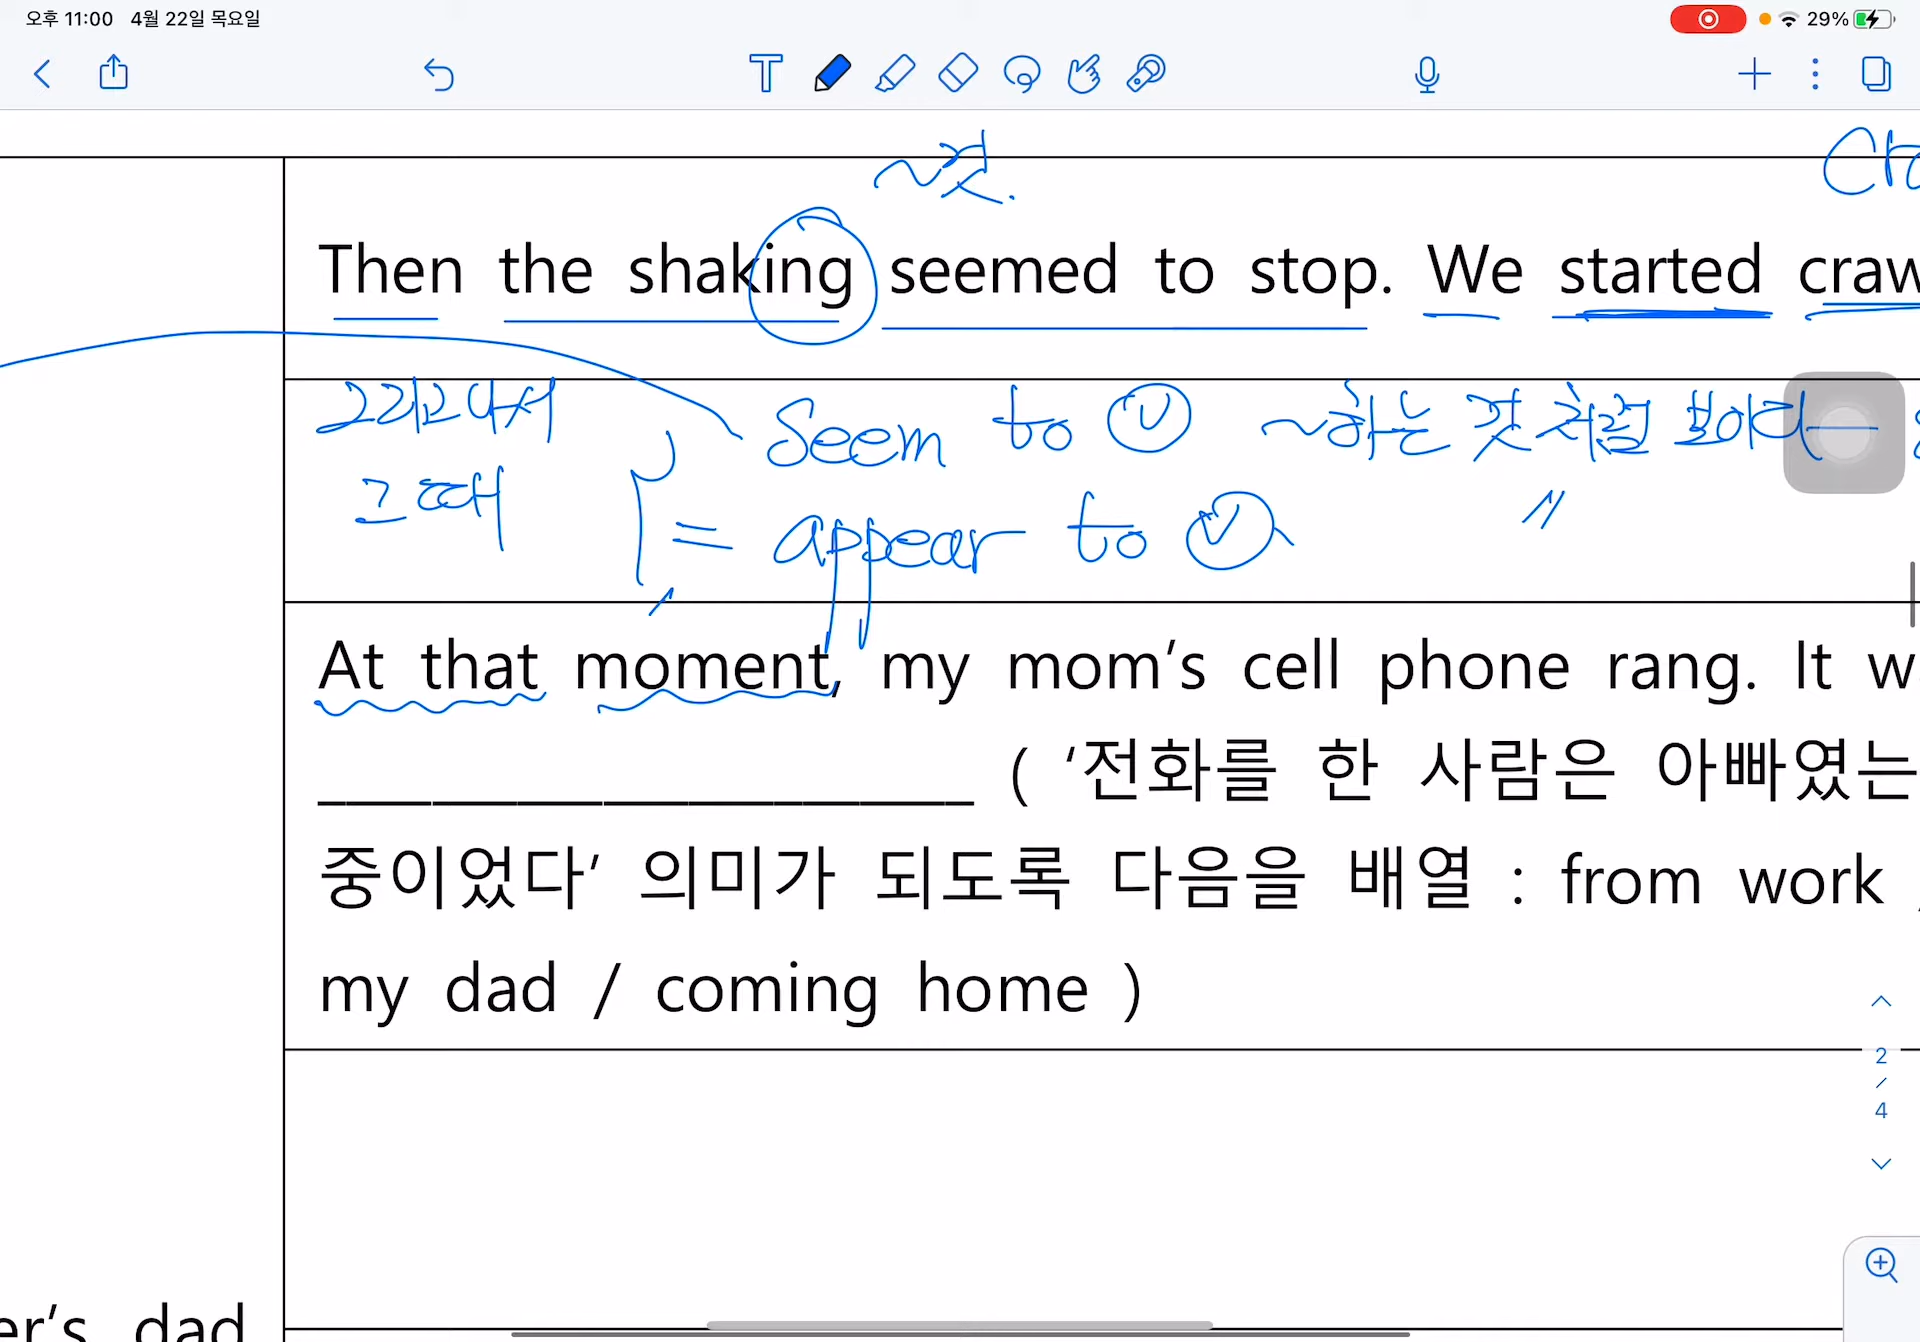 오후 11:00 4월 22일 목요일
29%
~것.
Then the shaking seemed to stop. We started craw
그리고나서 Seem to ⓥ ~하는 것 처럼 보이다
그때 = appear to ⓥ 〃
At that moment, my mom's cell phone rang. It w
____________________ ( '전화를 한 사람은 아빠였는
중이었다' 의미가 되도록 다음을 배열 : from work
my dad / coming home )
2
/
4
er's dad